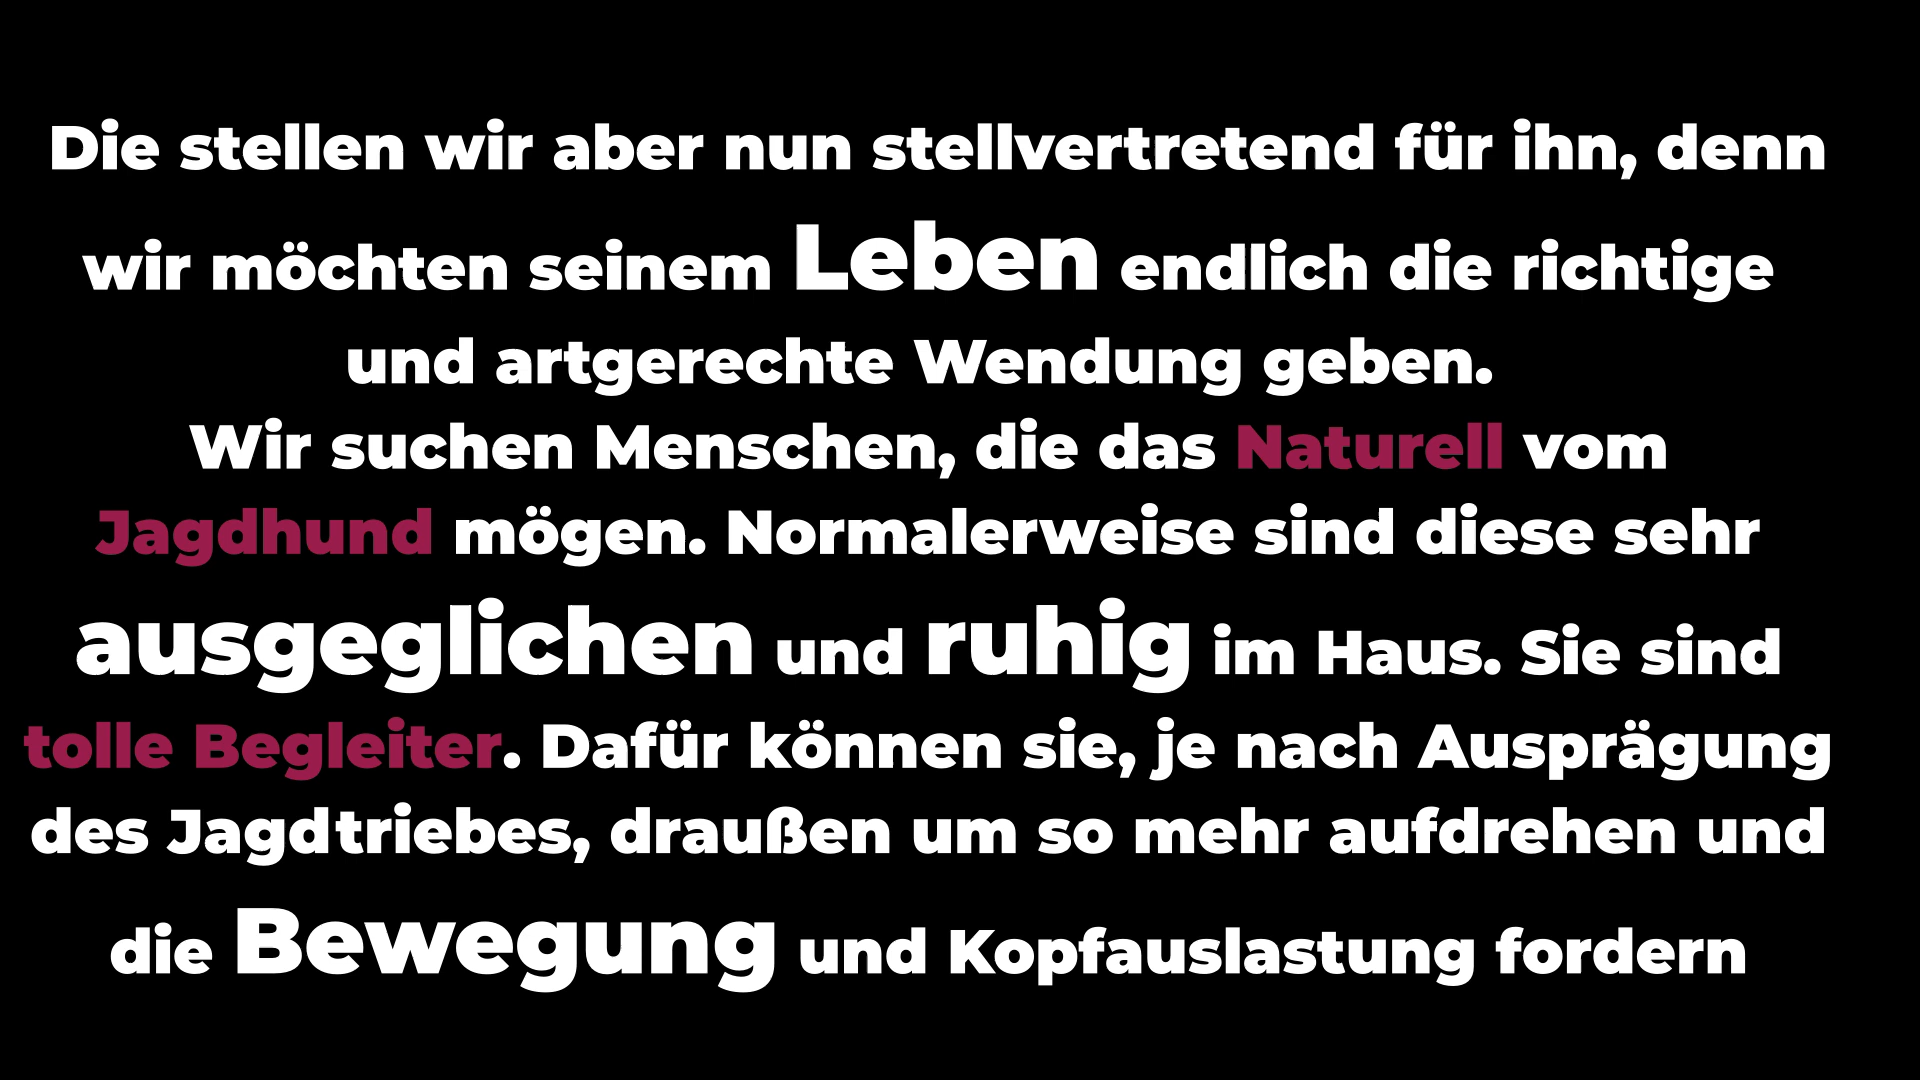 Die stellen wir aber nun stellvertretend für ihn, denn
wir möchten seinem Leben endlich die richtige
und artgerechte Wendung geben.
Wir suchen Menschen, die das Naturell vom
Jagdhund mögen. Normalerweise sind diese sehr
ausgeglichen und ruhig im Haus. Sie sind
tolle Begleiter. Dafür können sie, je nach Ausprägung
des Jagdtriebes, draußen um so mehr aufdrehen und
die Bewegung und Kopfauslastung fordern